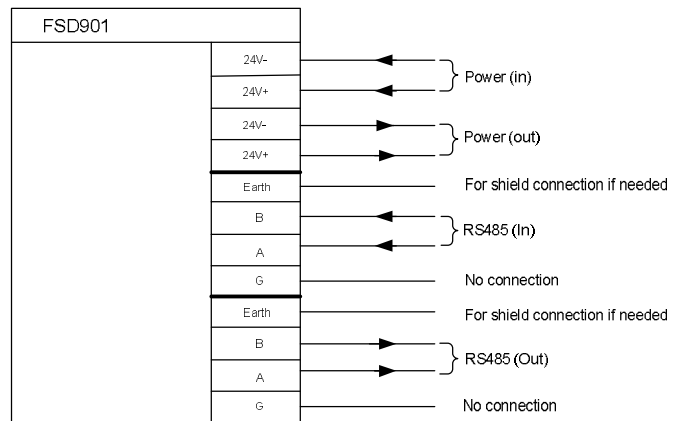 FSD901
24V-
24V+
Power (in)
24V-
24V+
Power (out)
Earth
For shield connection if needed
B
A
RS485 (In)
G
No connection
Earth
For shield connection if needed
B
A
RS485 (Out)
G
No connection